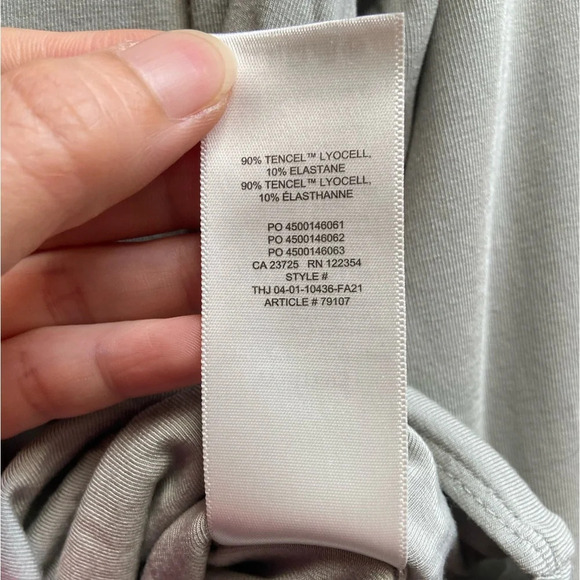 90% TENCEL™ LYOCELL,
10% ELASTANE
90% TENCEL™ LYOCELL,
10% ÉLASTHANNE
PO 4500146061
PO 4500146062
PO 4500146063
CA 23725 RN 122354
STYLE #
THJ 04-01-10436-FA21
ARTICLE # 79107